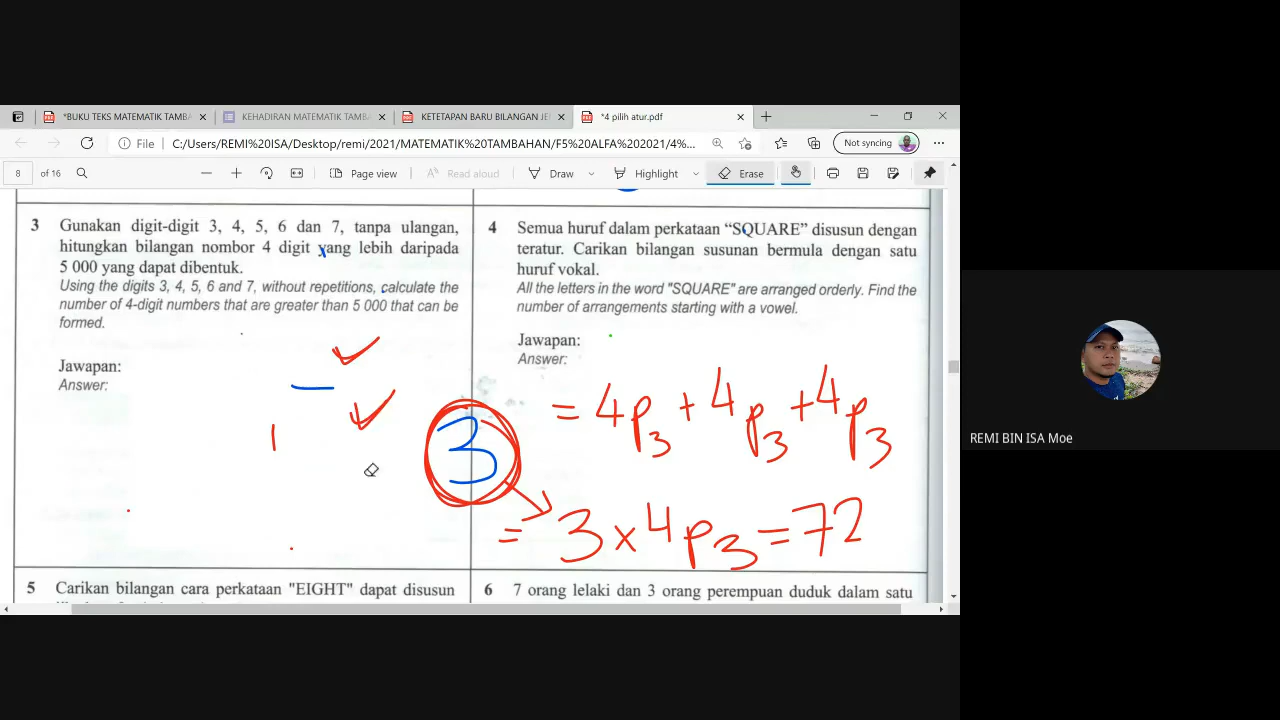 *BUKU TEKS MATEMATIK TAMBA
KEHADIRAN MATEMATIK TAMBA
KETETAPAN BARU BILANGAN JE
*4 pilih atur.pdf
File
C:/Users/REMI%20ISA/Desktop/remi/2021/MATEMATIK%20TAMBAHAN/F5%20ALFA%202021/4%...
Not syncing
8 of 16
Page view
Read aloud
Draw
Highlight
Erase
3 Gunakan digit-digit 3, 4, 5, 6 dan 7, tanpa ulangan,
hitungkan bilangan nombor 4 digit yang lebih daripada
5 000 yang dapat dibentuk.
Using the digits 3, 4, 5, 6 and 7, without repetitions, calculate the
number of 4-digit numbers that are greater than 5 000 that can be
formed.
Jawapan:
Answer:
3
4 Semua huruf dalam perkataan “SQUARE” disusun dengan
teratur. Carikan bilangan susunan bermula dengan satu
huruf vokal.
All the letters in the word "SQUARE" are arranged orderly. Find the
number of arrangements starting with a vowel.
Jawapan:
Answer:
= 4P3 + 4P3 + 4P3
= 3 x 4P3 = 72
5 Carikan bilangan cara perkataan "EIGHT" dapat disusun
6 7 orang lelaki dan 3 orang perempuan duduk dalam satu
REMI BIN ISA Moe